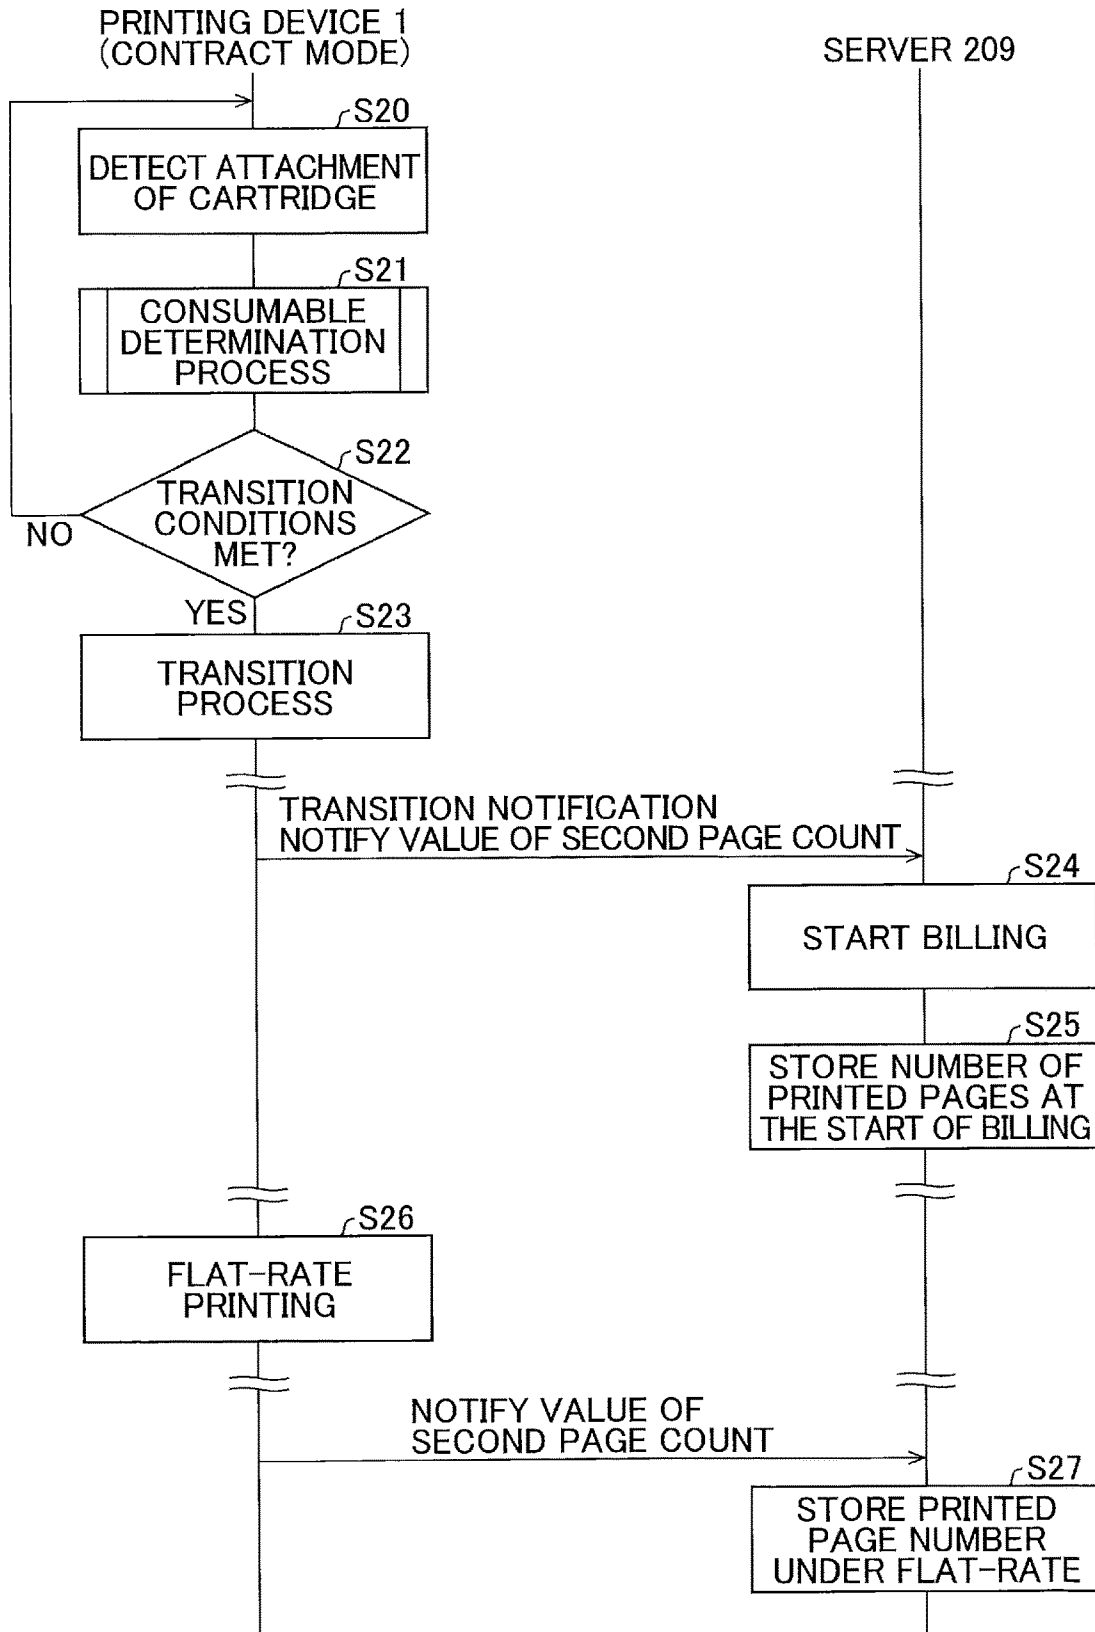 PRINTING DEVICE 1
(CONTRACT MODE)
SERVER 209
S20
DETECT ATTACHMENT
OF CARTRIDGE
S21
CONSUMABLE
DETERMINATION
PROCESS
S22
TRANSITION
CONDITIONS
MET?
NO
YES
S23
TRANSITION
PROCESS
TRANSITION NOTIFICATION
NOTIFY VALUE OF SECOND PAGE COUNT
S24
START BILLING
S25
STORE NUMBER OF
PRINTED PAGES AT
THE START OF BILLING
S26
FLAT-RATE
PRINTING
NOTIFY VALUE OF
SECOND PAGE COUNT
S27
STORE PRINTED
PAGE NUMBER
UNDER FLAT-RATE